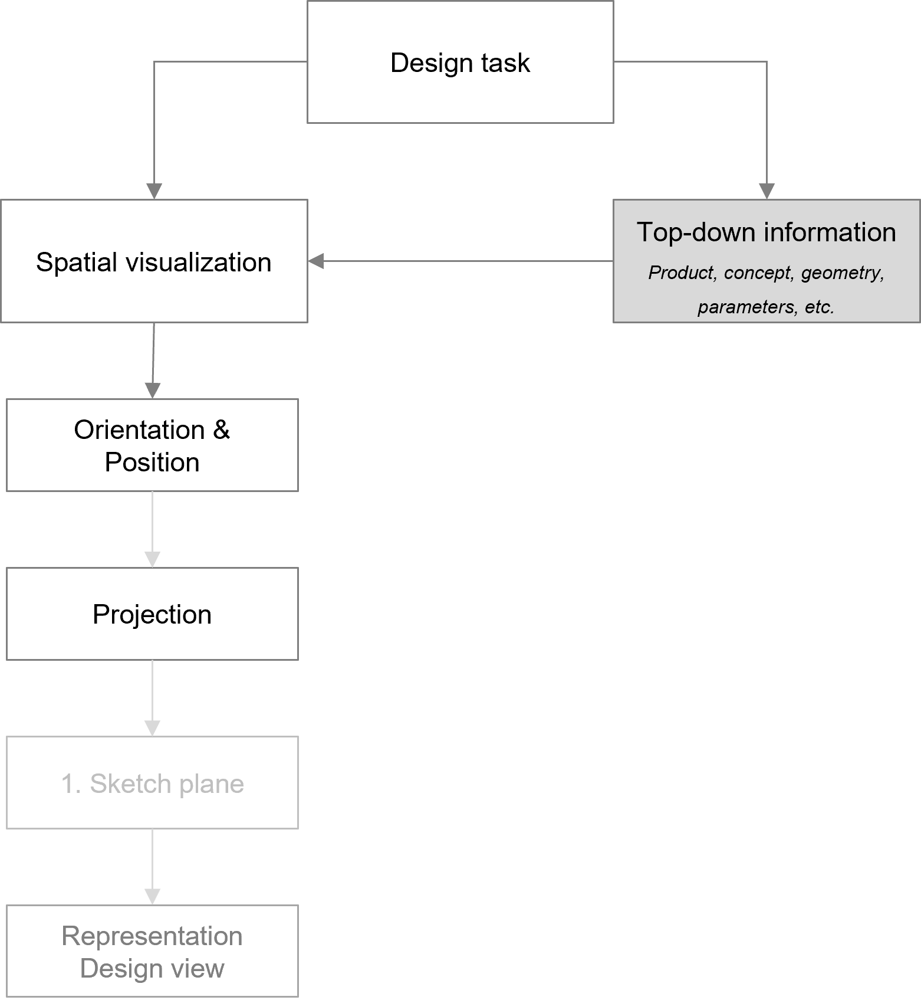 Design task
Spatial visualization
Top-down information
Product, concept, geometry,
parameters, etc.
Orientation &
Position
Projection
1. Sketch plane
Representation
Design view